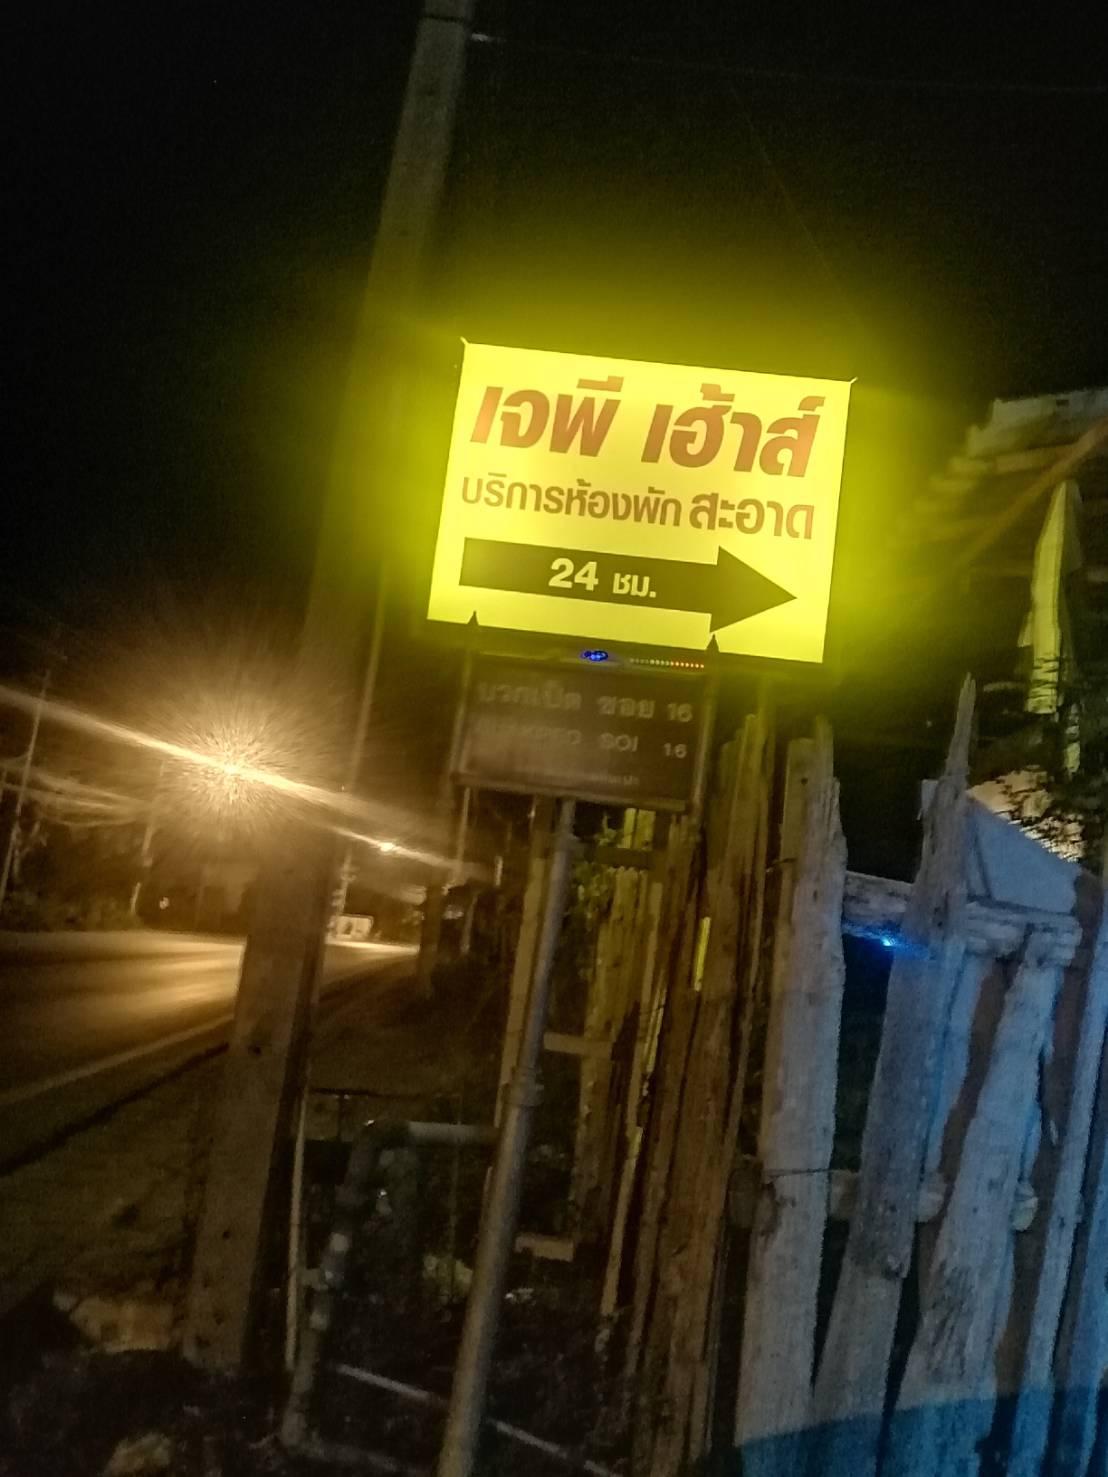 เจพี เฮ้าส์
บริการห้องพัก สะอาด
24 ชม.
บวกเป็ด ซอย 16
SOI 16